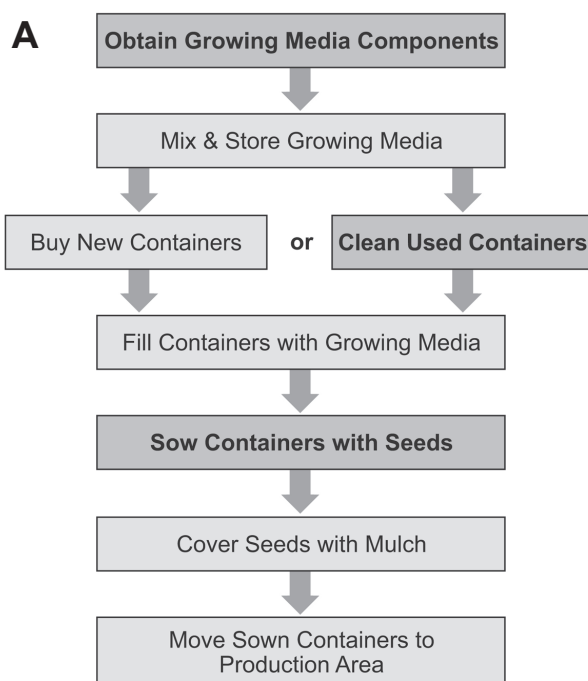 A
Obtain Growing Media Components
Mix & Store Growing Media
Buy New Containers or Clean Used Containers
Fill Containers with Growing Media
Sow Containers with Seeds
Cover Seeds with Mulch
Move Sown Containers to
Production Area